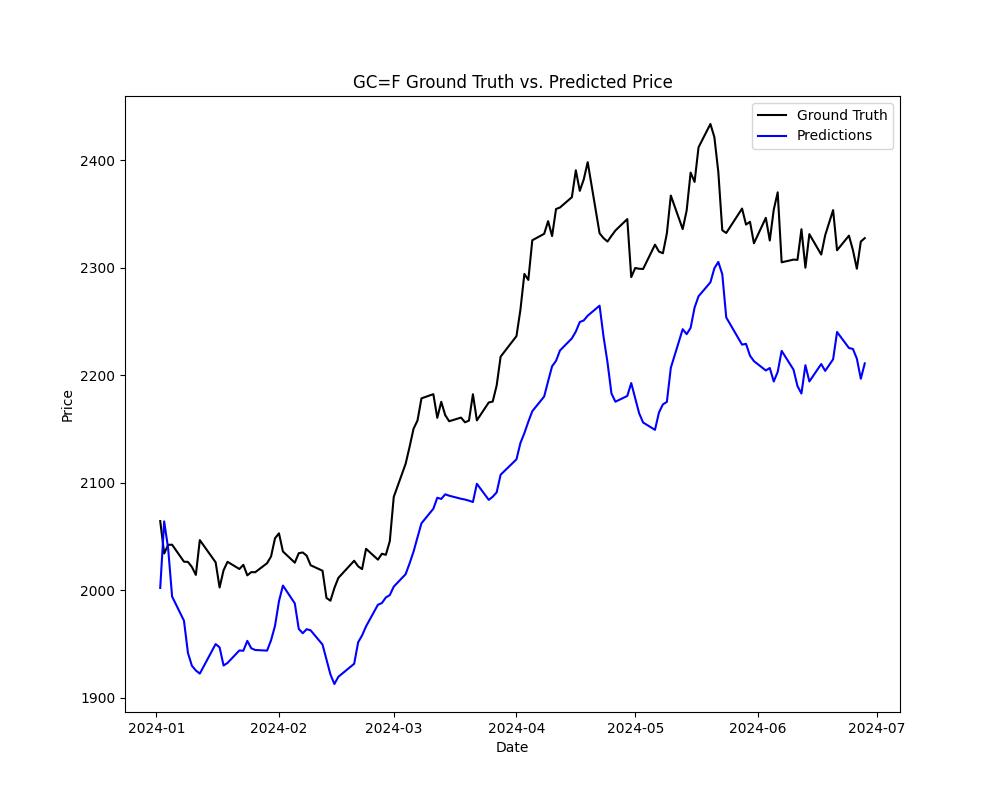 GC=F Ground Truth vs. Predicted Price
Ground Truth
Predictions
2400
2300
2200
2100
2000
1900
Price
2024-01 2024-02 2024-03 2024-04 2024-05 2024-06 2024-07
Date